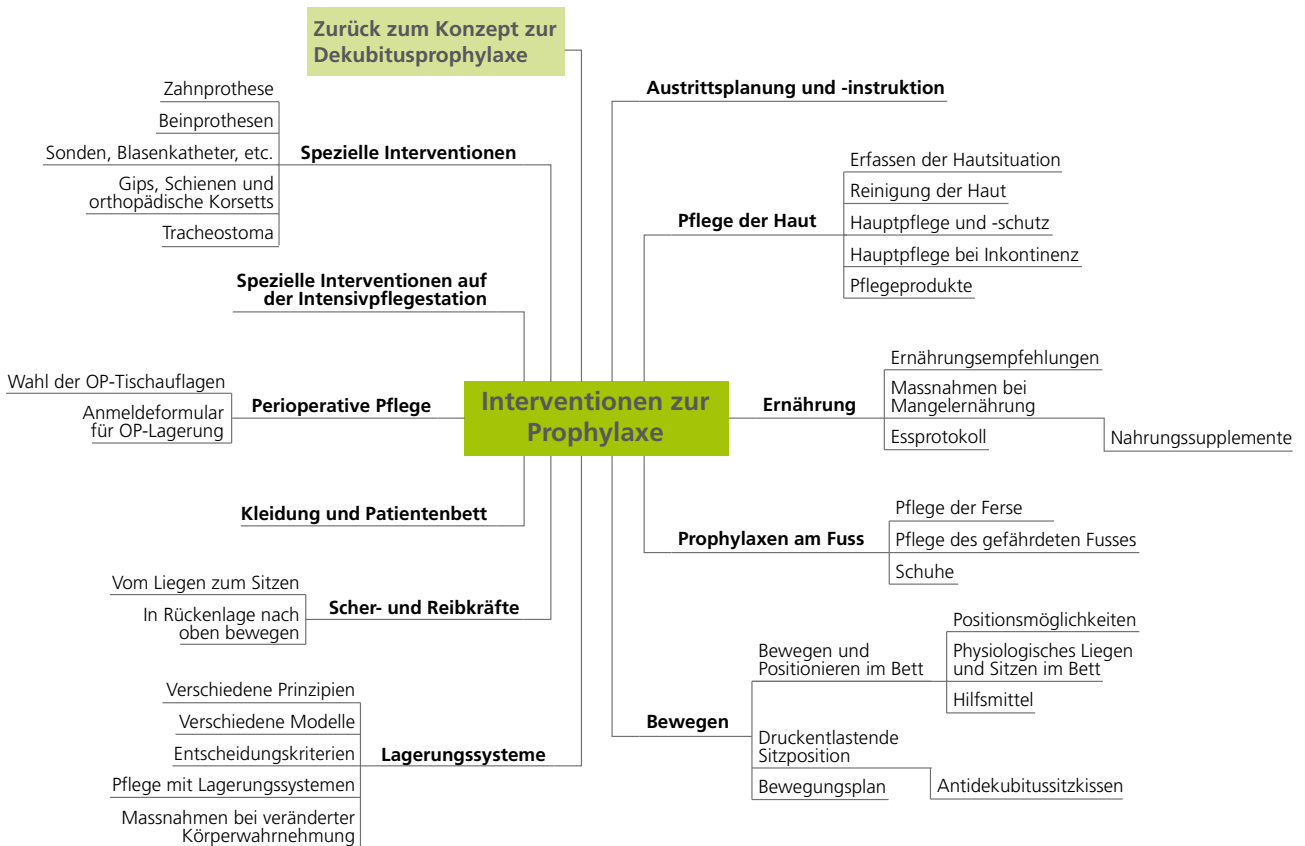 Zurück zum Konzept zur
Dekubitusprophylaxe
Zahnprothese
Beinprothesen
Sonden, Blasenkatheter, etc.
Gips, Schienen und
orthopädische Korsetts
Tracheostoma
Spezielle Interventionen
Spezielle Interventionen auf
der Intensivpflegestation
Wahl der OP-Tischauflagen
Anmeldeformular
für OP-Lagerung
Perioperative Pflege
Kleidung und Patientenbett
Vom Liegen zum Sitzen
In Rückenlage nach
oben bewegen
Scher- und Reibkräfte
Verschiedene Prinzipien
Verschiedene Modelle
Entscheidungskriterien
Pflege mit Lagerungssystemen
Massnahmen bei veränderter
Körperwahrnehmung
Lagerungssysteme
Interventionen zur
Prophylaxe
Austrittsplanung und -instruktion
Pflege der Haut
Erfassen der Hautsituation
Reinigung der Haut
Hauptpflege und -schutz
Hauptpflege bei Inkontinenz
Pflegeprodukte
Ernährung
Ernährungsempfehlungen
Massnahmen bei
Mangelernährung
Essprotokoll
Nahrungssupplemente
Prophylaxen am Fuss
Pflege der Ferse
Pflege des gefährdeten Fusses
Schuhe
Bewegen
Bewegen und
Positionieren im Bett
Positionsmöglichkeiten
Physiologisches Liegen
und Sitzen im Bett
Hilfsmittel
Druckentlastende
Sitzposition
Antidekubitussitzkissen
Bewegungsplan